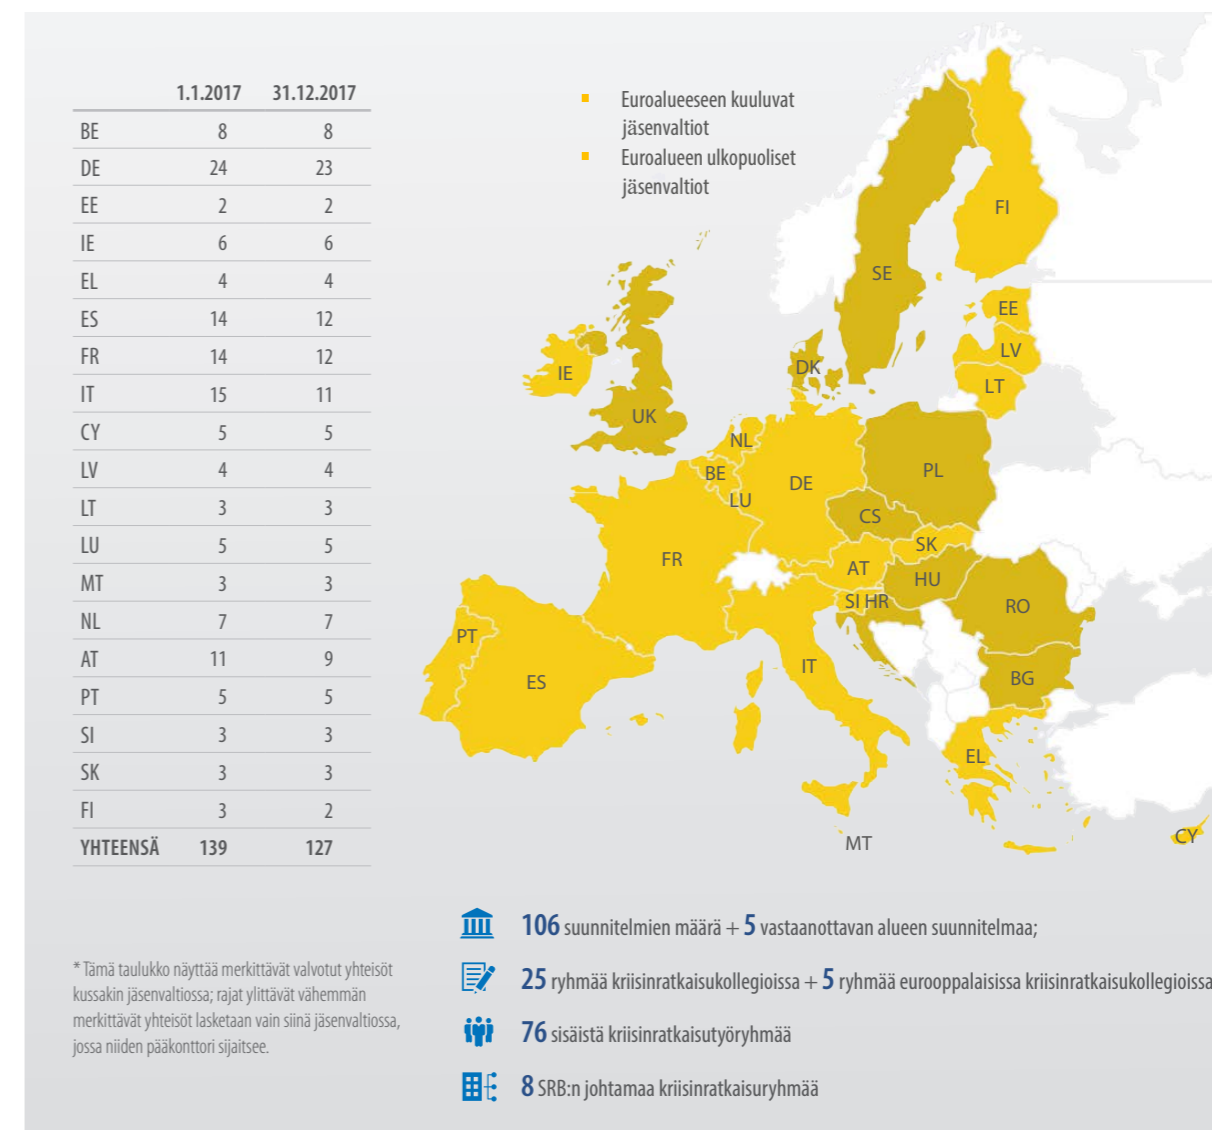 1.1.2017 31.12.2017
BE 8 8
DE 24 23
EE 2 2
IE 6 6
EL 4 4
ES 14 12
FR 14 12
IT 15 11
CY 5 5
LV 4 4
LT 3 3
LU 5 5
MT 3 3
NL 7 7
AT 11 9
PT 5 5
SI 3 3
SK 3 3
FI 3 2
YHTEENSÄ 139 127
* Tämä taulukko näyttää merkittävät valvotut yhteisöt
kussakin jäsenvaltiossa; rajat ylittävät vähemmän
merkittävät yhteisöt lasketaan vain siinä jäsenvaltiossa,
jossa niiden pääkonttori sijaitsee.
Euroalueeseen kuuluvat
jäsenvaltiot
Euroalueen ulkopuoliset
jäsenvaltiot
FI
SE
EE
LV
LT
DK
IE
UK
NL
BE
LU
DE
PL
CS
SK
FR
AT
HU
SI HR
RO
PT
ES
IT
BG
EL
MT
CY
106 suunnitelmien määrä + 5 vastaanottavan alueen suunnitelmaa;
25 ryhmää kriisinratkaisukollegioissa + 5 ryhmää eurooppalaisissa kriisinratkaisukollegioissa
76 sisäistä kriisinratkaisutyöryhmää
8 SRB:n johtamaa kriisinratkaisuryhmää